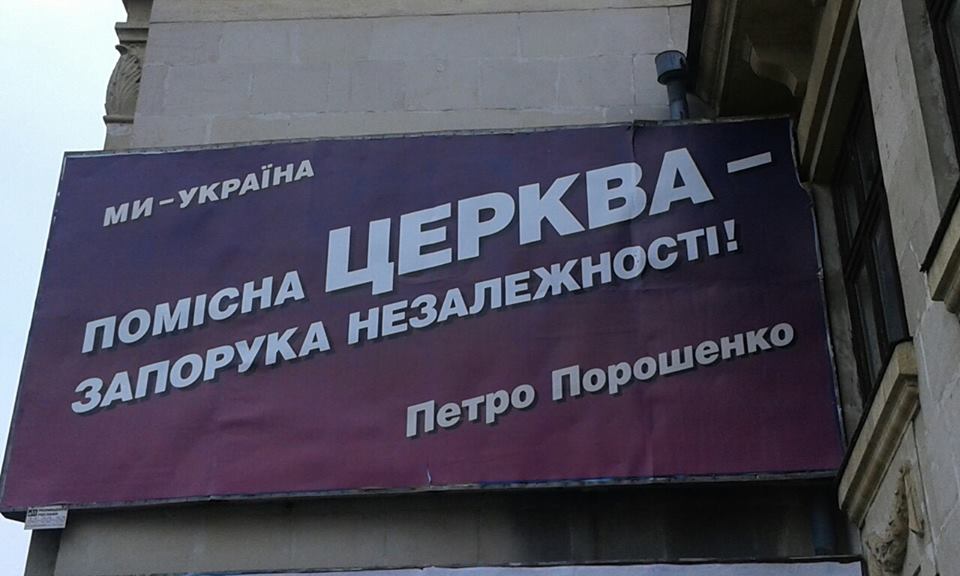 МИ – УКРАЇНА
ПОМІСНА ЦЕРКВА –
ЗАПОРУКА НЕЗАЛЕЖНОСТІ!
Петро Порошенко